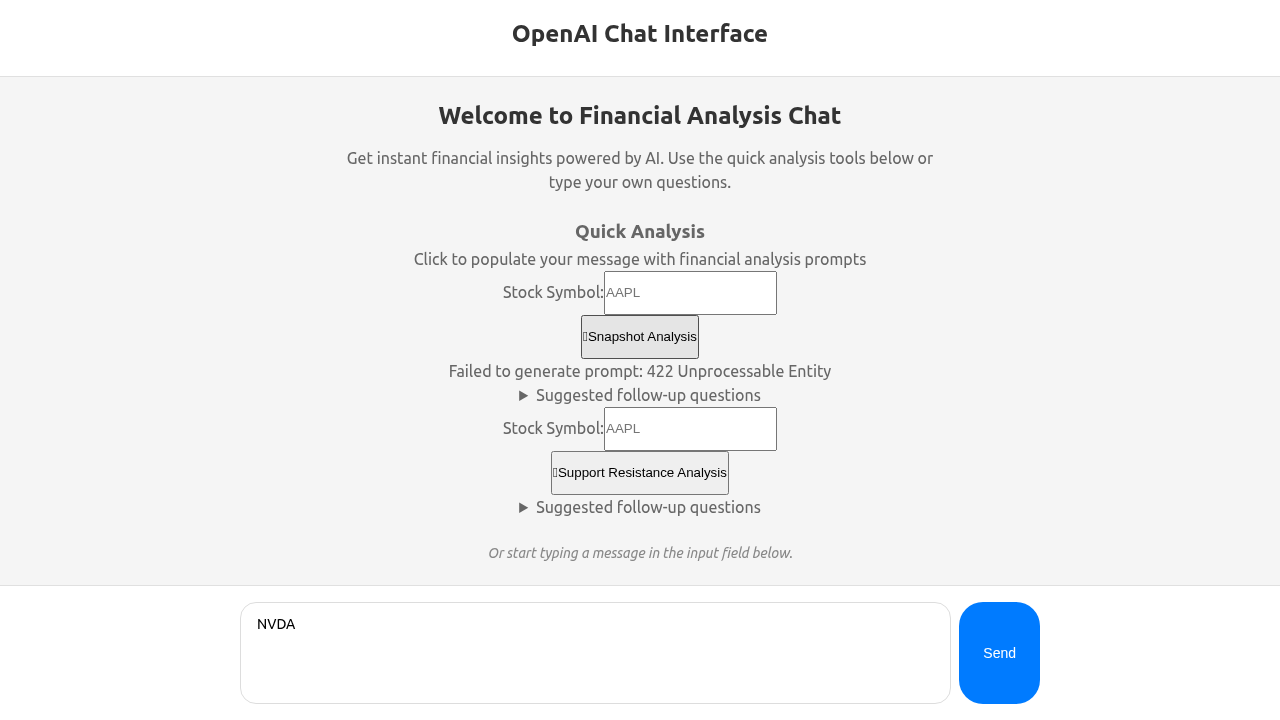 OpenAI Chat Interface
Welcome to Financial Analysis Chat
Get instant financial insights powered by AI. Use the quick analysis tools below or
type your own questions.
Quick Analysis
Click to populate your message with financial analysis prompts
Stock Symbol: AAPL
Snapshot Analysis
Failed to generate prompt: 422 Unprocessable Entity
▶ Suggested follow-up questions
Stock Symbol: AAPL
Support Resistance Analysis
▶ Suggested follow-up questions
Or start typing a message in the input field below.
NVDA
Send